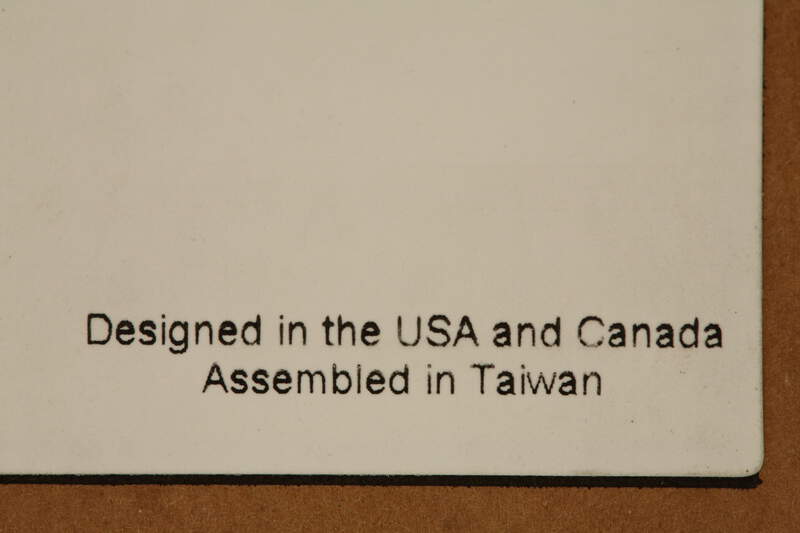 Designed in the USA and Canada
Assembled in Taiwan